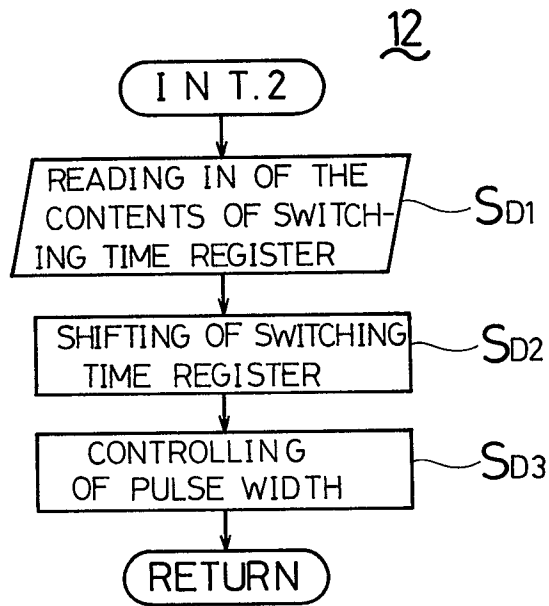 12
INT.2
READING IN OF THE
CONTENTS OF SWITCH-
ING TIME REGISTER
SD1
SHIFTING OF SWITCHING
TIME REGISTER
SD2
CONTROLLING
OF PULSE WIDTH
SD3
RETURN